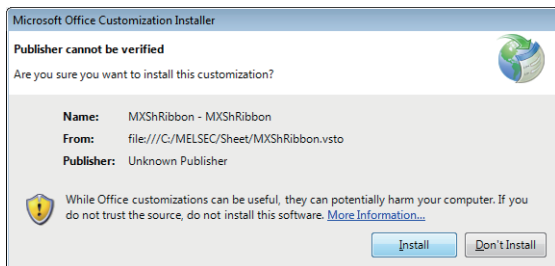 Microsoft Office Customization Installer
Publisher cannot be verified
Are you sure you want to install this customization?
Name: MXShRibbon - MXShRibbon
From: file:///C:/MELSEC/Sheet/MXShRibbon.vsto
Publisher: Unknown Publisher
While Office customizations can be useful, they can potentially harm your computer. If you
do not trust the source, do not install this software. More Information...
Install Don't Install